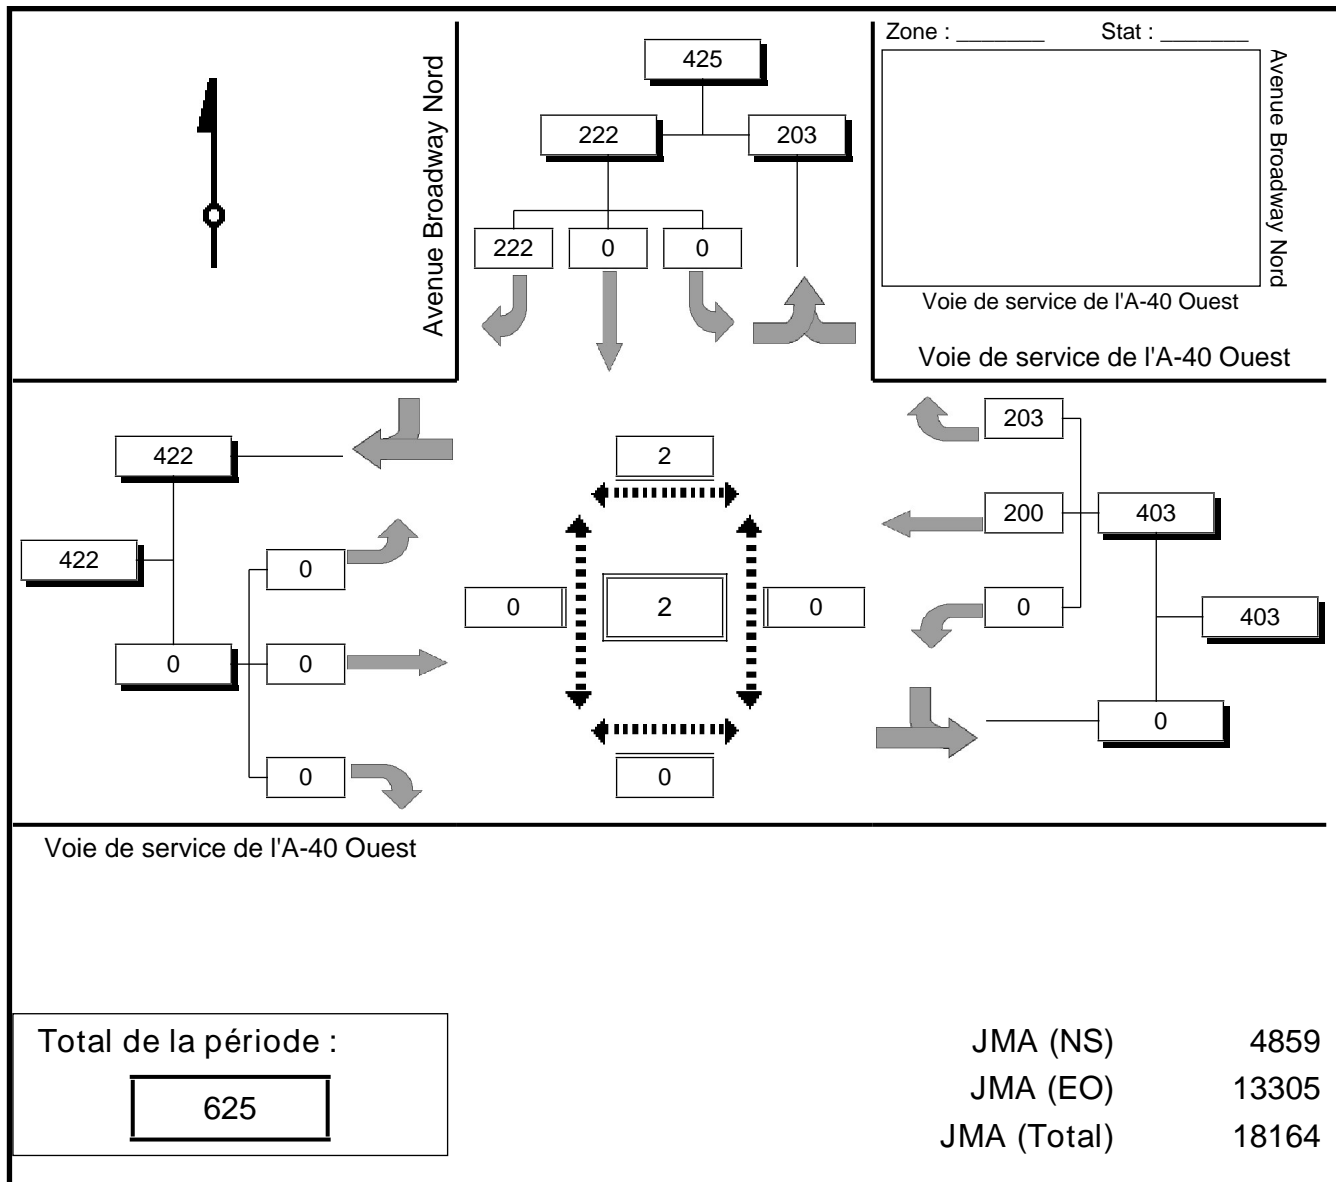 Avenue Broadway Nord
425
222
203
222
0
0
Zone : _______ Stat : _______
Avenue Broadway Nord
Voie de service de l'A-40 Ouest
Voie de service de l'A-40 Ouest
422
422
0
0
0
0
2
0
2
0
0
203
200
403
0
403
0
Voie de service de l'A-40 Ouest
Total de la période :
625
JMA (NS) 4859
JMA (EO) 13305
JMA (Total) 18164